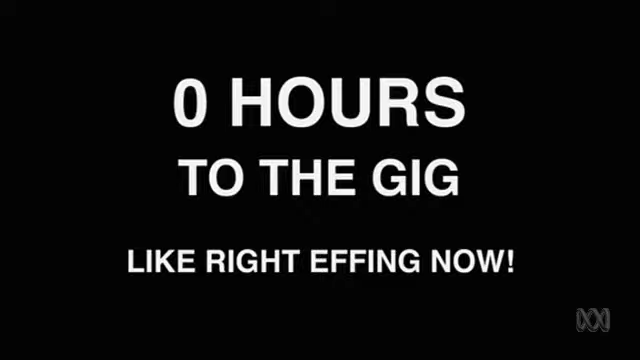 0 HOURS
TO THE GIG
LIKE RIGHT EFFING NOW!